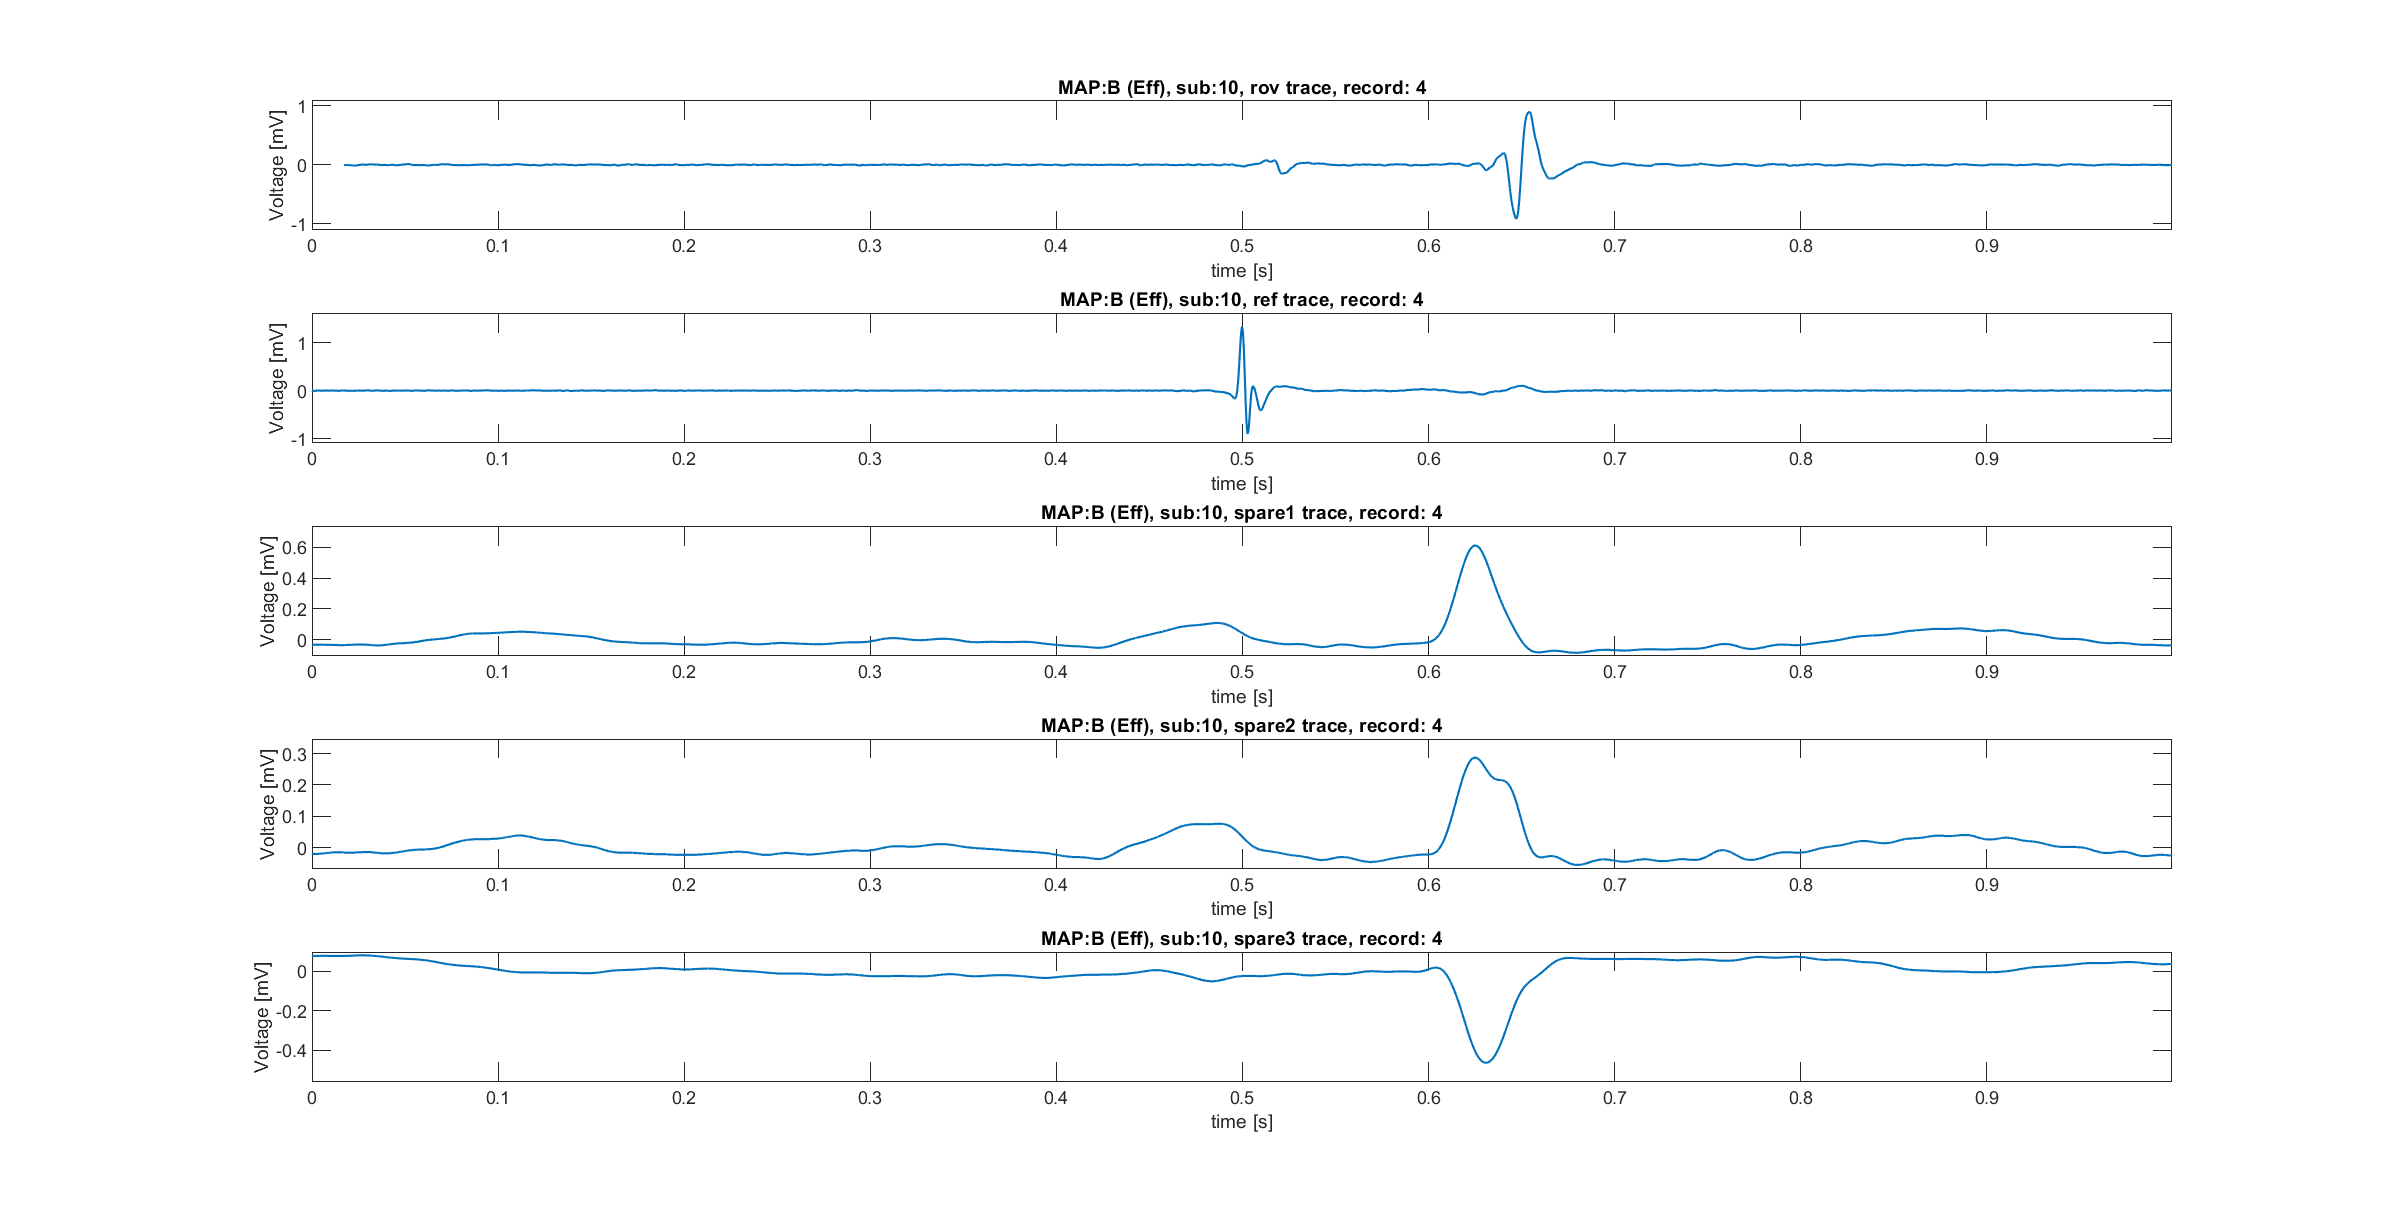 MAP:B (Eff), sub:10, rov trace, record: 4
Voltage [mV]
1
0
-1
0 0.1 0.2 0.3 0.4 0.5 0.6 0.7 0.8 0.9
time [s]
MAP:B (Eff), sub:10, ref trace, record: 4
Voltage [mV]
1
0
-1
0 0.1 0.2 0.3 0.4 0.5 0.6 0.7 0.8 0.9
time [s]
MAP:B (Eff), sub:10, spare1 trace, record: 4
Voltage [mV]
0.6
0.4
0.2
0
0 0.1 0.2 0.3 0.4 0.5 0.6 0.7 0.8 0.9
time [s]
MAP:B (Eff), sub:10, spare2 trace, record: 4
Voltage [mV]
0.3
0.2
0.1
0
0 0.1 0.2 0.3 0.4 0.5 0.6 0.7 0.8 0.9
time [s]
MAP:B (Eff), sub:10, spare3 trace, record: 4
Voltage [mV]
0
-0.2
-0.4
0 0.1 0.2 0.3 0.4 0.5 0.6 0.7 0.8 0.9
time [s]